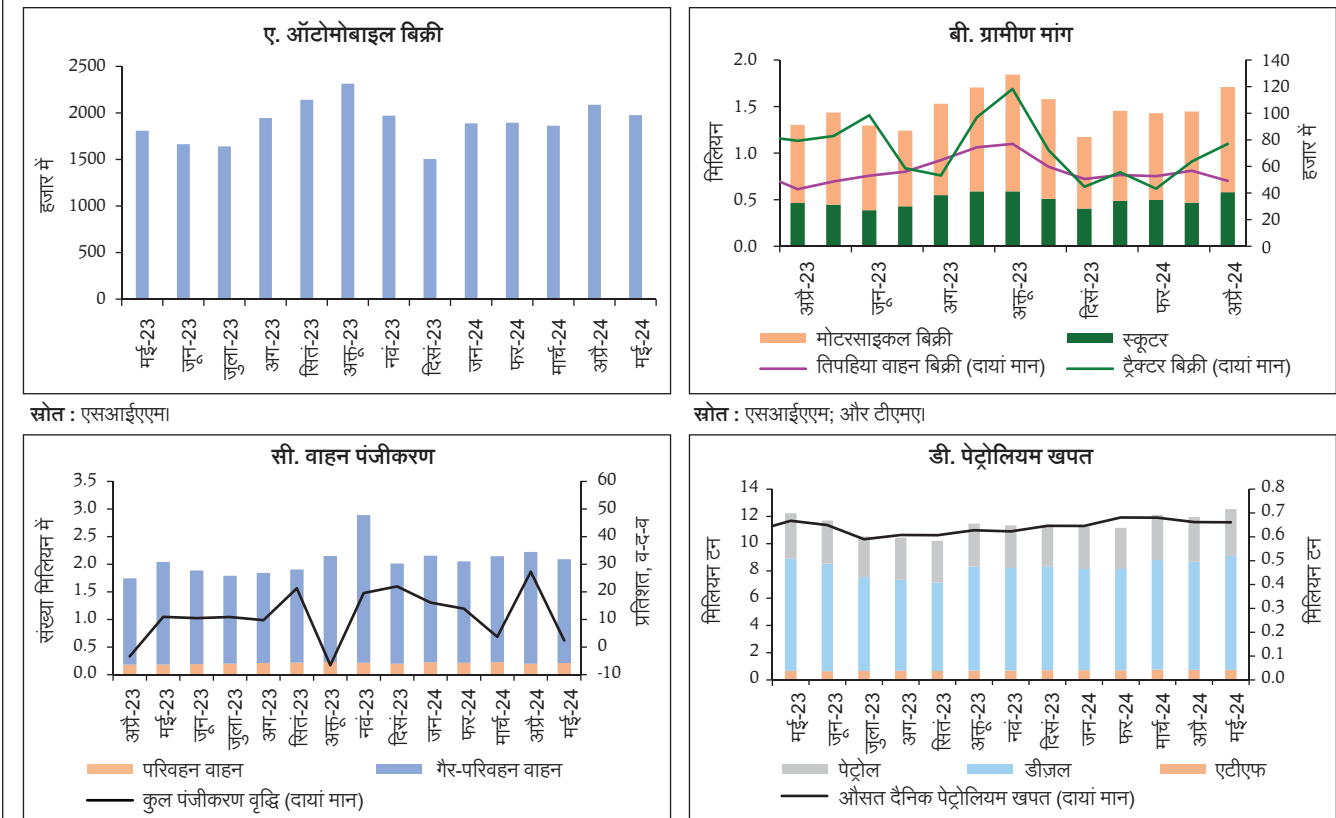 ए. ऑटोमोबाइल बिक्री
हजार में
2500
2000
1500
1000
500
0
मई-23
जून-23
जुला-23
अग-23
सितं-23
अक्तू-23
नवं-23
दिसं-23
जन-24
फर-24
मार्च-24
अप्रै-24
मई-24
स्रोत : एसआईएएम।
बी. ग्रामीण मांग
मिलियन
2.0
1.5
1.0
0.5
0.0
140
120
100
80
60
40
20
0
हजार में
अप्रै-23
जून-23
अग-23
अक्तू-23
दिसं-23
फर-24
अप्रै-24
मोटरसाइकल बिक्री
स्कूटर
तिपहिया वाहन बिक्री (दायां मान)
ट्रैक्टर बिक्री (दायां मान)
स्रोत : एसआईएएम; और टीएमए।
सी. वाहन पंजीकरण
संख्या मिलियन में
3.5
3.0
2.5
2.0
1.5
1.0
0.5
0.0
60
50
40
30
20
10
0
-10
प्रतिशत, व-द-व
अप्रै-23
मई-23
जून-23
जुला-23
अग-23
सितं-23
अक्तू-23
नवं-23
दिसं-23
जन-24
फर-24
मार्च-24
अप्रै-24
मई-24
परिवहन वाहन
गैर-परिवहन वाहन
कुल पंजीकरण वृद्धि (दायां मान)
डी. पेट्रोलियम खपत
मिलियन टन
14
12
10
8
6
4
2
0
0.8
0.7
0.6
0.5
0.4
0.3
0.2
0.1
0.0
मिलियन टन
मई-23
जून-23
जुला-23
अग-23
सितं-23
अक्तू-23
नवं-23
दिसं-23
जन-24
फर-24
मार्च-24
अप्रै-24
मई-24
पेट्रोल
डीज़ल
एटीएफ
औसत दैनिक पेट्रोलियम खपत (दायां मान)